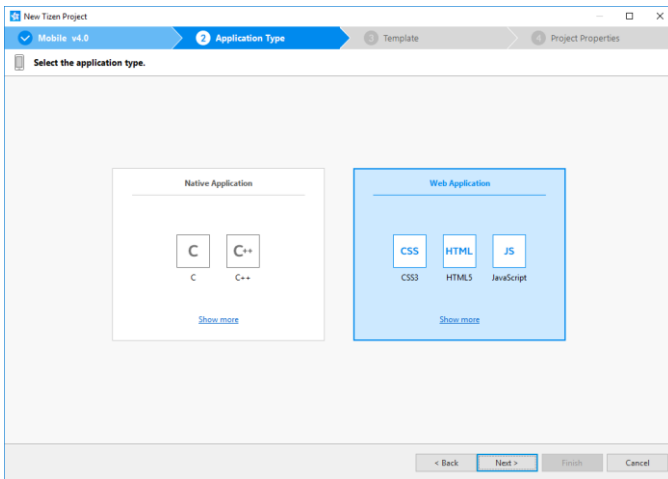 New Tizen Project
Mobile v4.0
2 Application Type
3 Template
4 Project Properties
Select the application type.
Native Application
C C++
C C++
Show more
Web Application
CSS HTML JS
CSS3 HTML5 JavaScript
Show more
< Back Next > Finish Cancel